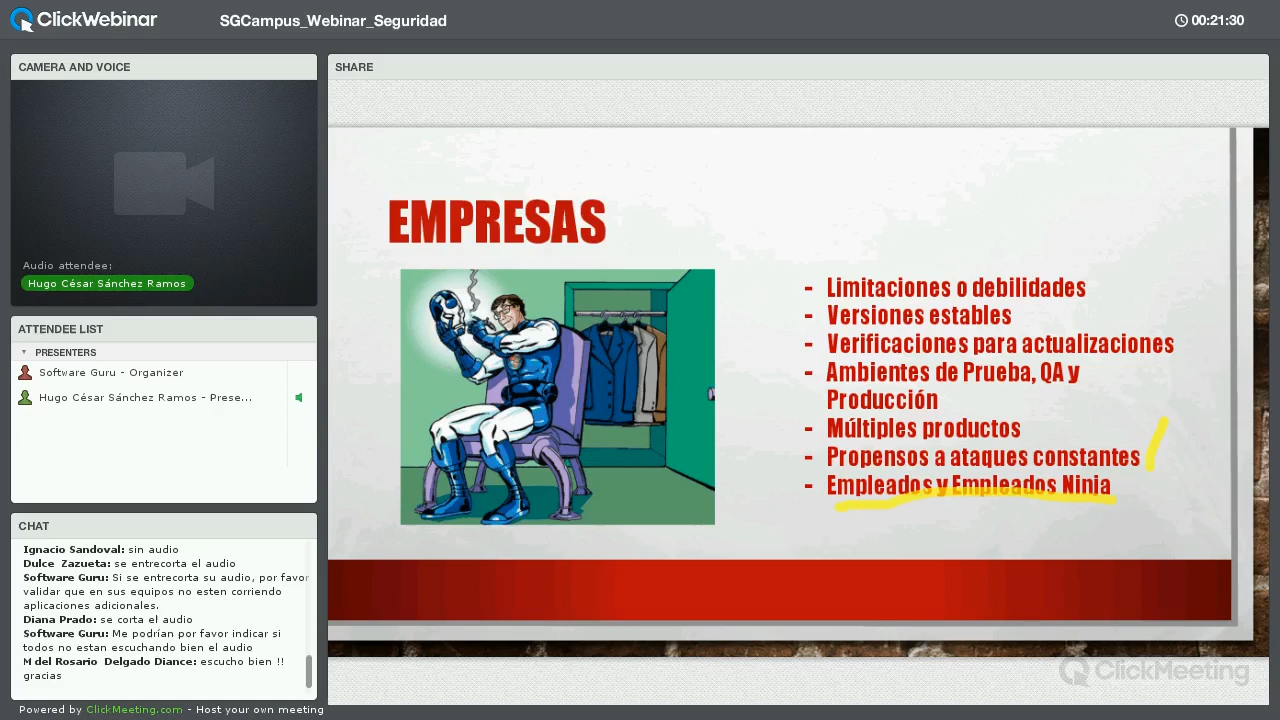 ClickWebinar
SGCampus_Webinar_Seguridad
00:21:30
CAMERA AND VOICE
Audio attendee:
Hugo César Sánchez Ramos
ATTENDEE LIST
PRESENTERS
Software Guru - Organizer
Hugo César Sánchez Ramos - Prese...
CHAT
Ignacio Sandoval: sin audio
Dulce Zazueta: se entrecorta el audio
Software Guru: Si se entrecorta su audio, por favor
validar que en sus equipos no esten corriendo
aplicaciones adicionales.
Diana Prado: se corta el audio
Software Guru: Me podrían por favor indicar si
todos no estan escuchando bien el audio
M del Rosario Delgado Diance: escucho bien !!
gracias
SHARE
EMPRESAS
- Limitaciones o debilidades
- Versiones estables
- Verificaciones para actualizaciones
- Ambientes de Prueba, QA y
Producción
- Múltiples productos
- Propensos a ataques constantes
- Empleados y Empleados Ninja
ClickMeeting
Powered by ClickMeeting.com - Host your own meeting